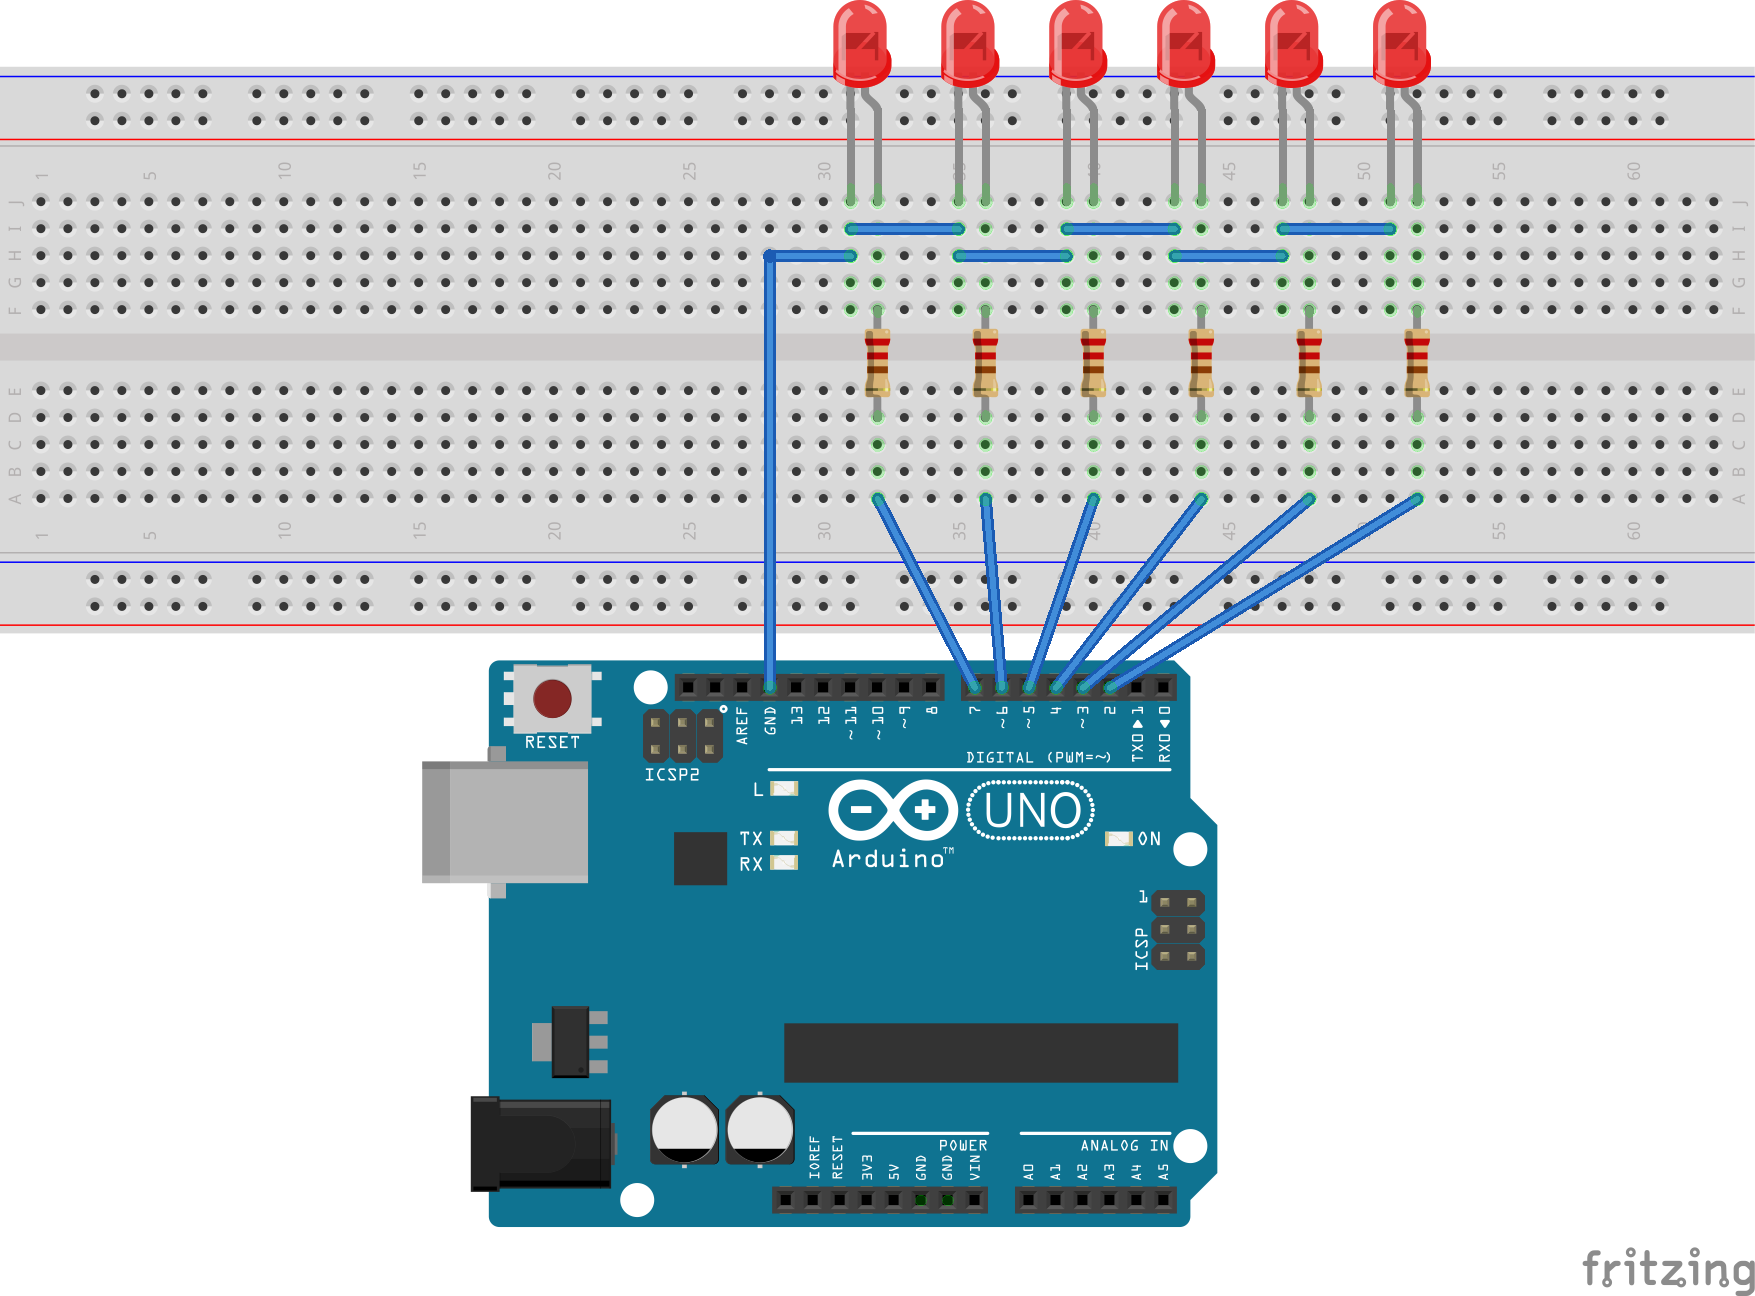 1 5 10 15 20 25 30 35 40 45 50 55 60
J J
I I
H H
G G
F F
E E
D D
C C
B B
A A
1 5 10 15 20 25 30 35 40 45 50 55 60
RESET
ICSP2
AREF
GND
13
12
~11
~10
~9
8
7
~6
~5
4
~3
2
TX0▶1
RX0◀0
DIGITAL (PWM=~)
L
TX
RX
UNO
Arduino™
ON
1
ICSP
POWER
ANALOG IN
IOREF
RESET
3V3
5V
GND
GND
VIN
A0
A1
A2
A3
A4
A5
fritzing